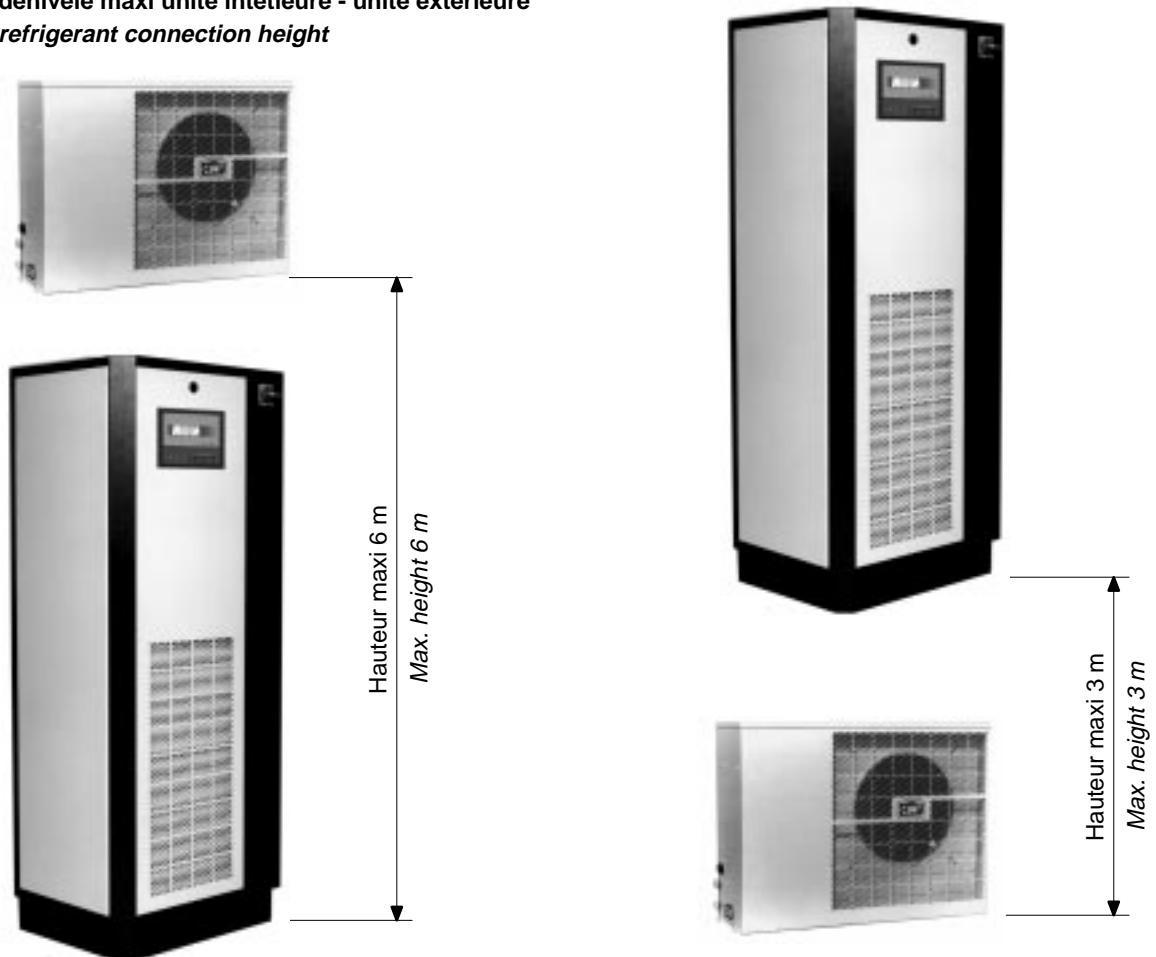 dénivelé maxi unité intétieure - unité extérieure
refrigerant connection height
Hauteur maxi 6 m
Max. height 6 m
Hauteur maxi 3 m
Max. height 3 m